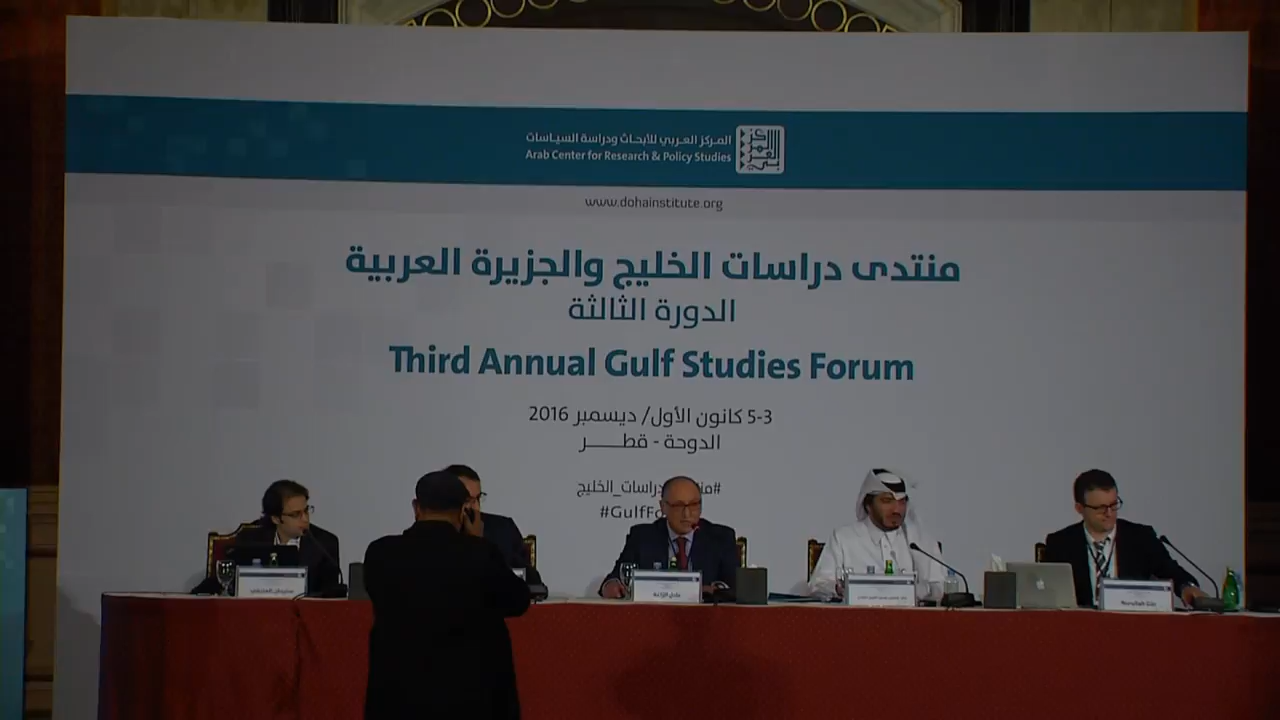 المركز العربي للأبحاث ودراسة السياسات
Arab Center for Research & Policy Studies
www.dohainstitute.org
منتدى دراسات الخليج والجزيرة العربية
الدورة الثالثة
Third Annual Gulf Studies Forum
3-5 كانون الأول/ ديسمبر 2016
الدوحة - قطـــــر
دراسات_الخليج
#GulfFo